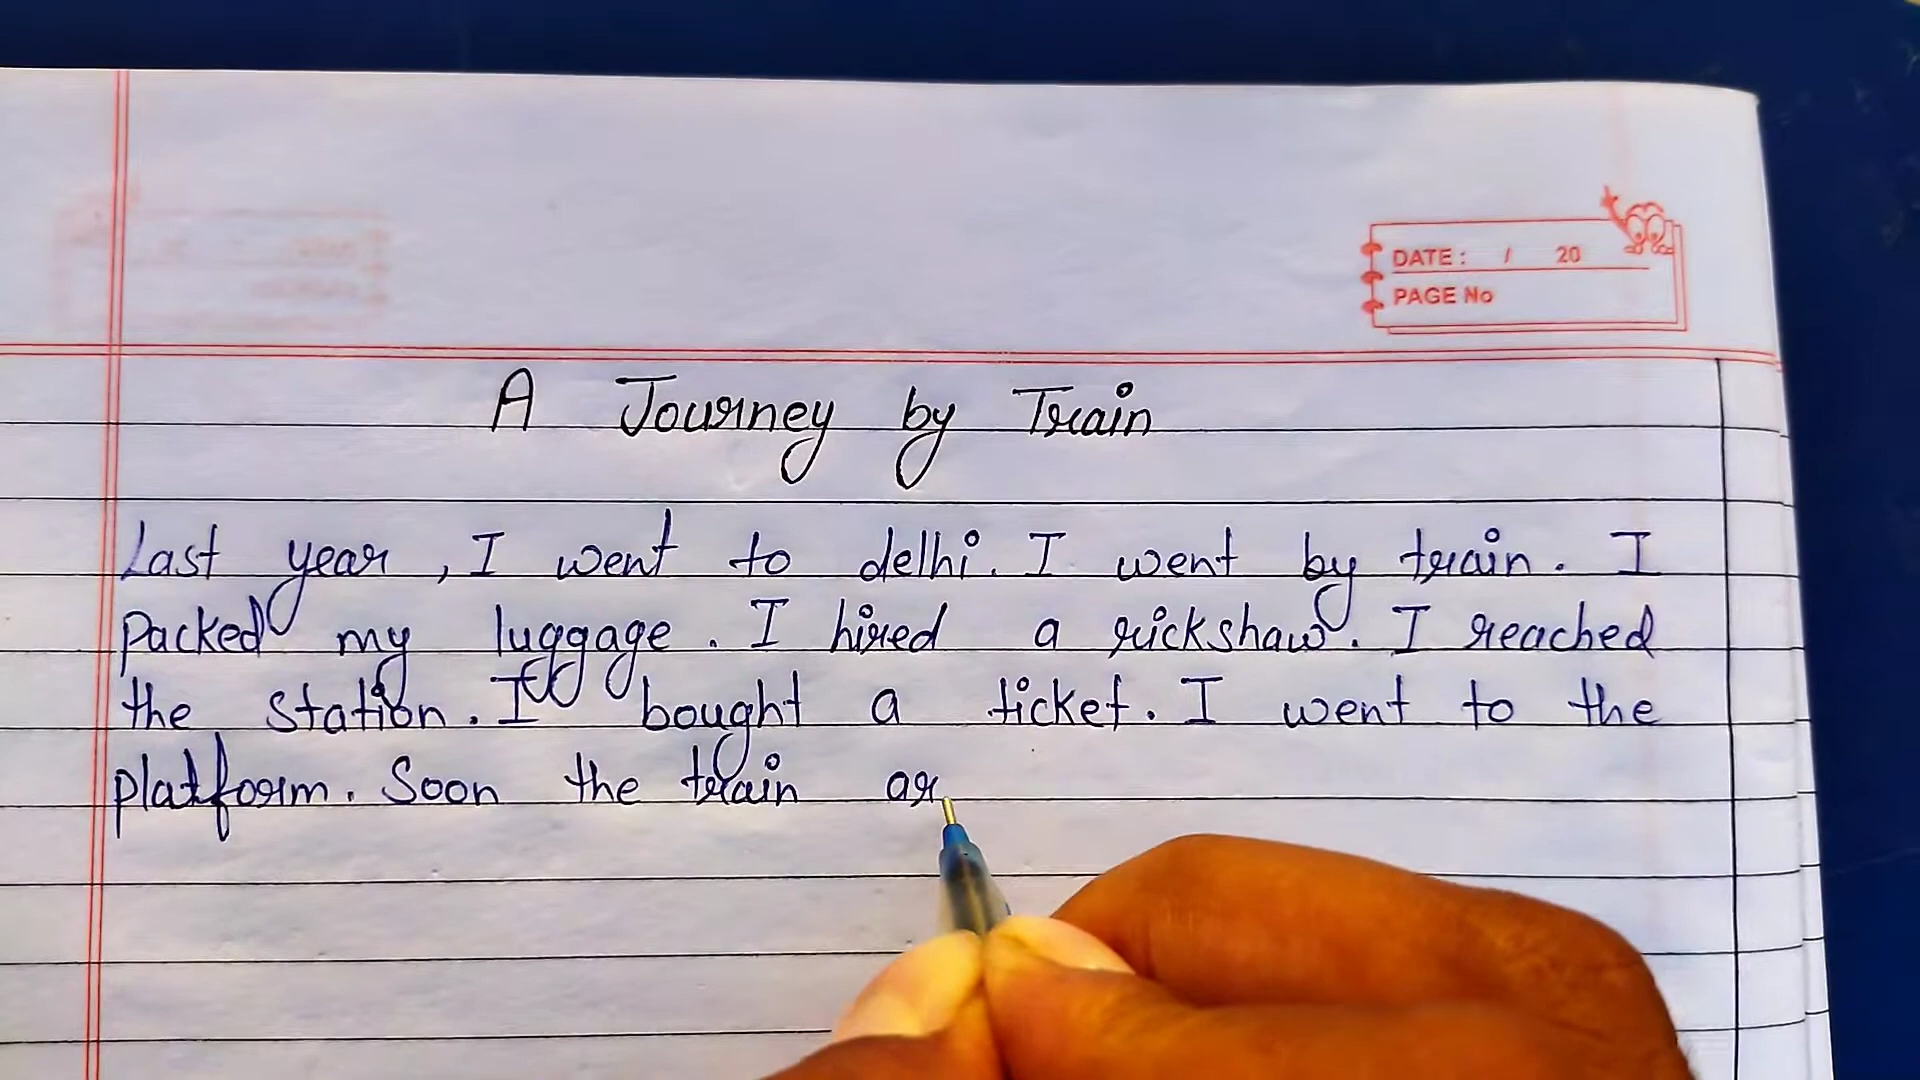 DATE: / 20
PAGE No
A Journey by Train
Last year, I went to delhi. I went by train. I
Packed my luggage. I hired a rickshaw. I reached
the station. I bought a ticket. I went to the
platform. Soon the train ar